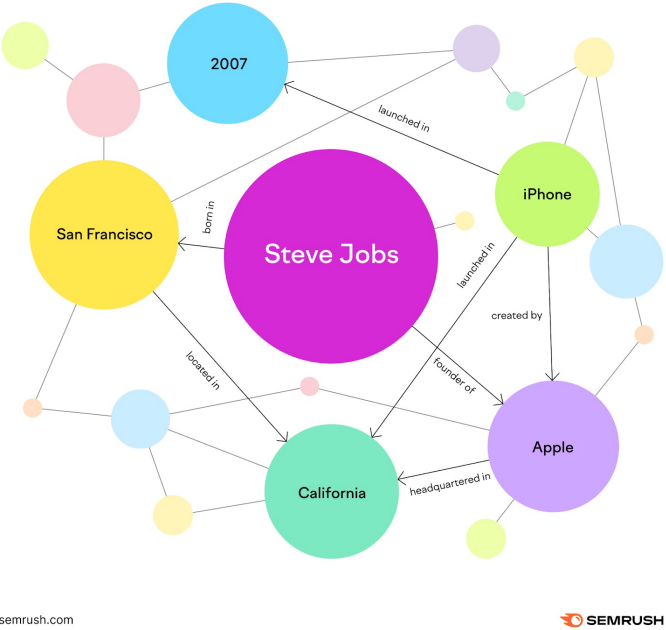 2007
launched in
iPhone
San Francisco
born in
Steve Jobs
launched in
created by
located in
founder of
Apple
California
headquartered in
semrush.com
SEMRUSH